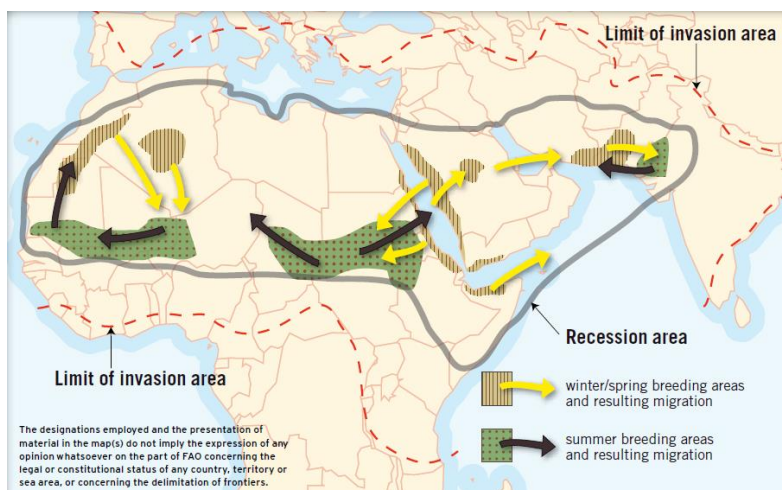 Limit of invasion area
Recession area
Limit of invasion area
winter/spring breeding areas
and resulting migration
The designations employed and the presentation of
material in the map(s) do not imply the expression of any
opinion whatsoever on the part of FAO concerning the
legal or constitutional status of any country, territory or
sea area, or concerning the delimitation of frontiers.
summer breeding areas
and resulting migration